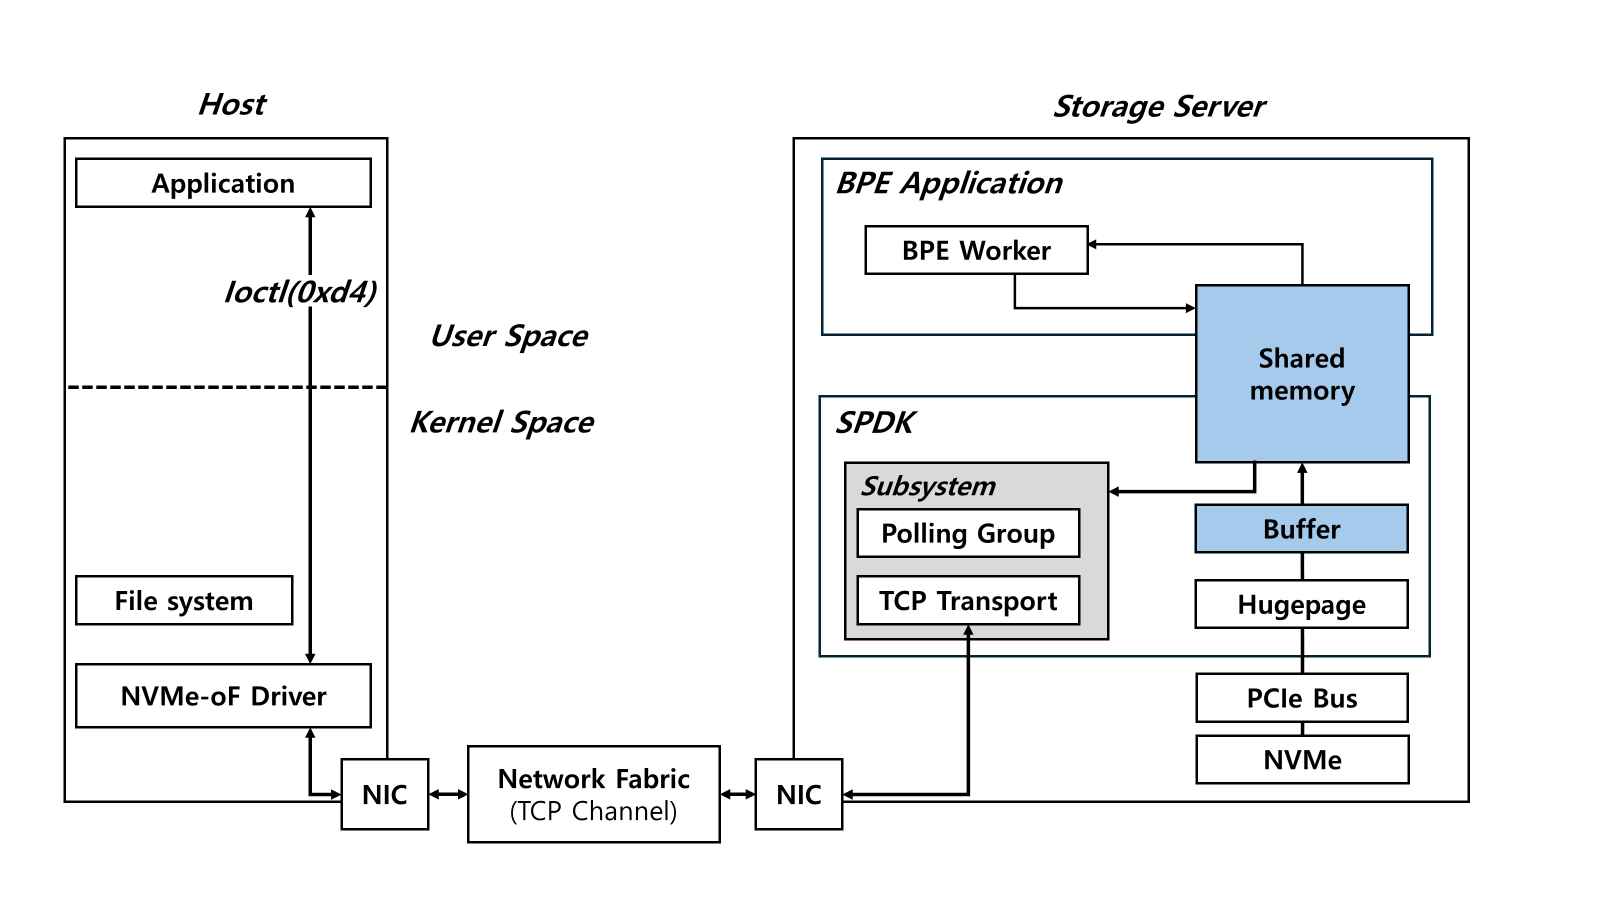 Host
Application
Ioctl(0xd4)
User Space
Kernel Space
File system
NVMe-oF Driver
NIC
Network Fabric
(TCP Channel)
NIC
Storage Server
BPE Application
BPE Worker
Shared
memory
SPDK
Subsystem
Polling Group
TCP Transport
Buffer
Hugepage
PCIe Bus
NVMe